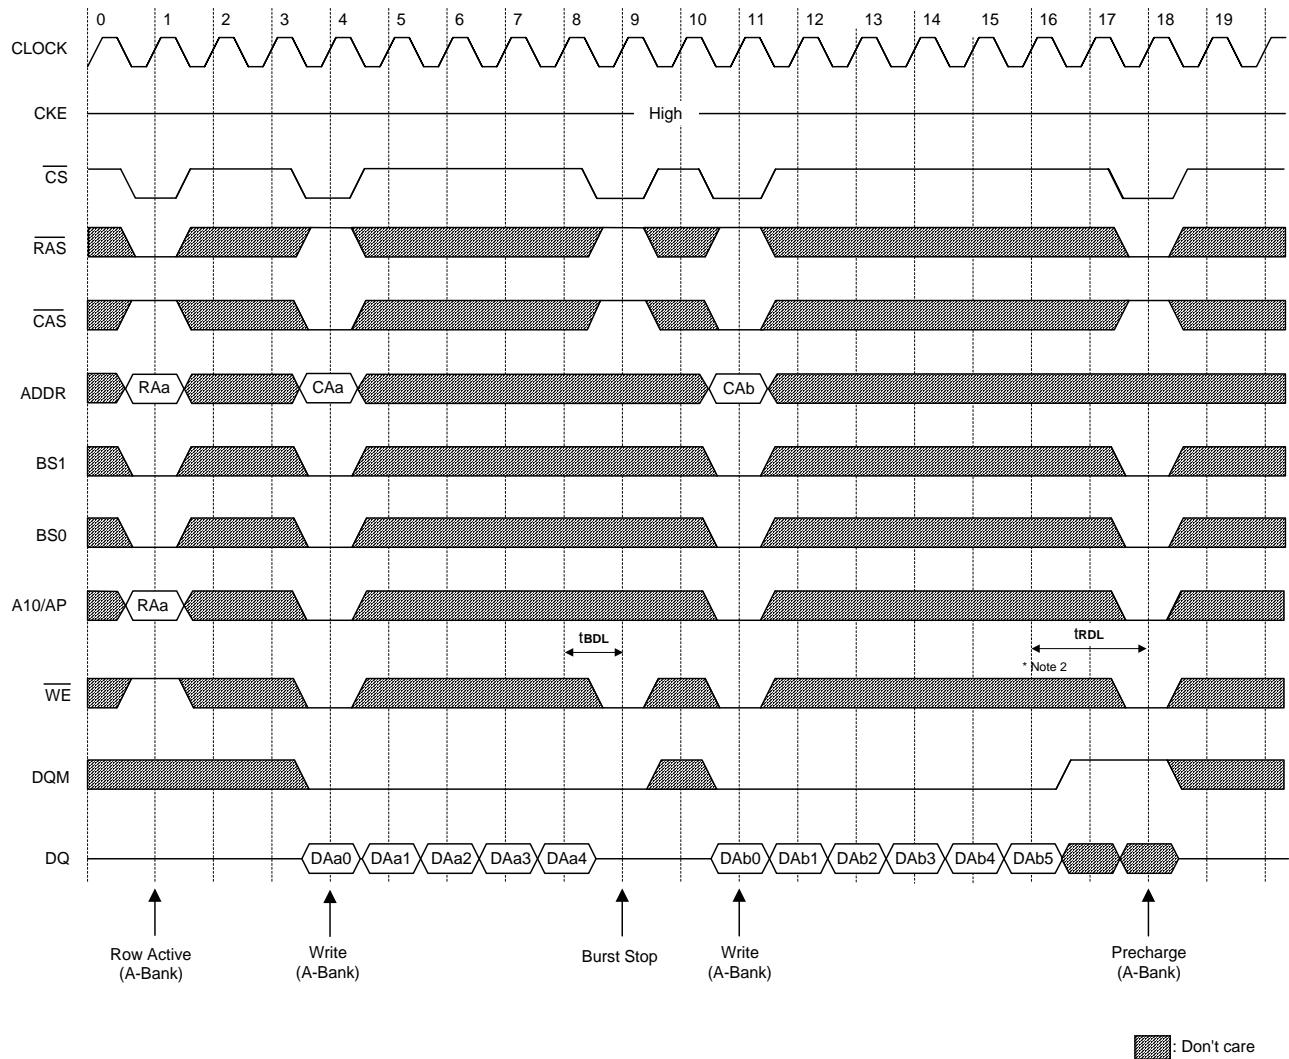 0 1 2 3 4 5 6 7 8 9 10 11 12 13 14 15 16 17 18 19
CLOCK
CKE High
CS
RAS
CAS
ADDR RAa CAa CAb
BS1
BS0
A10/AP RAa
tBDL tRDL
* Note 2
WE
DQM
DQ DAa0 DAa1 DAa2 DAa3 DAa4 DAb0 DAb1 DAb2 DAb3 DAb4 DAb5
Row Active
(A-Bank)
Write
(A-Bank)
Burst Stop
Write
(A-Bank)
Precharge
(A-Bank)
: Don't care